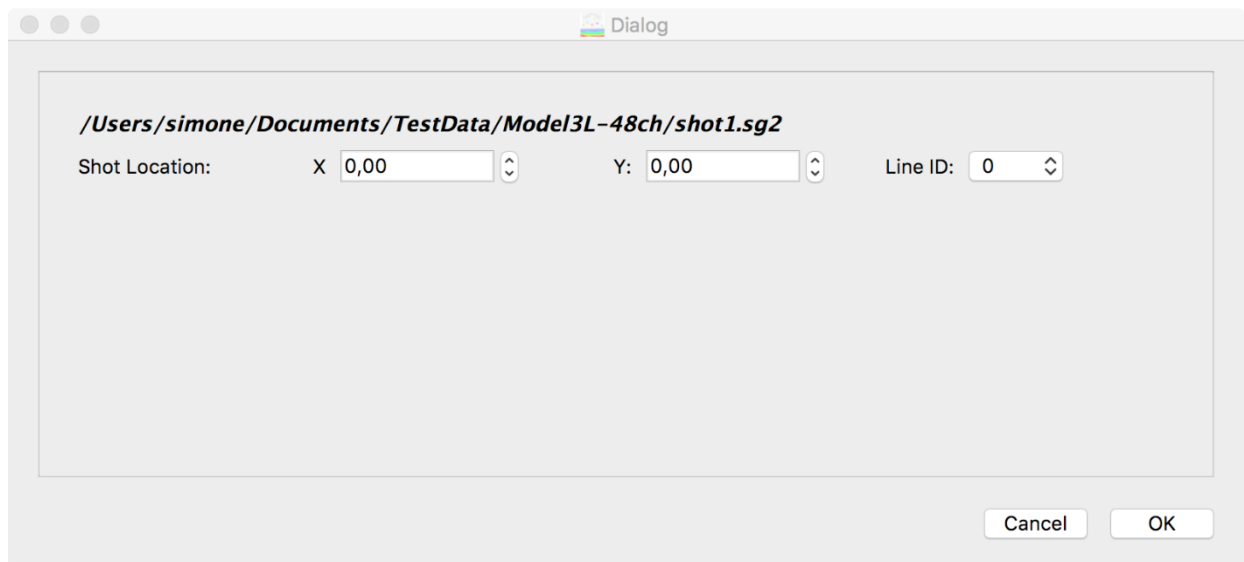 Dialog
/Users/simone/Documents/TestData/Model3L-48ch/shot1.sg2
Shot Location: X 0,00 Y: 0,00 Line ID: 0
Cancel OK